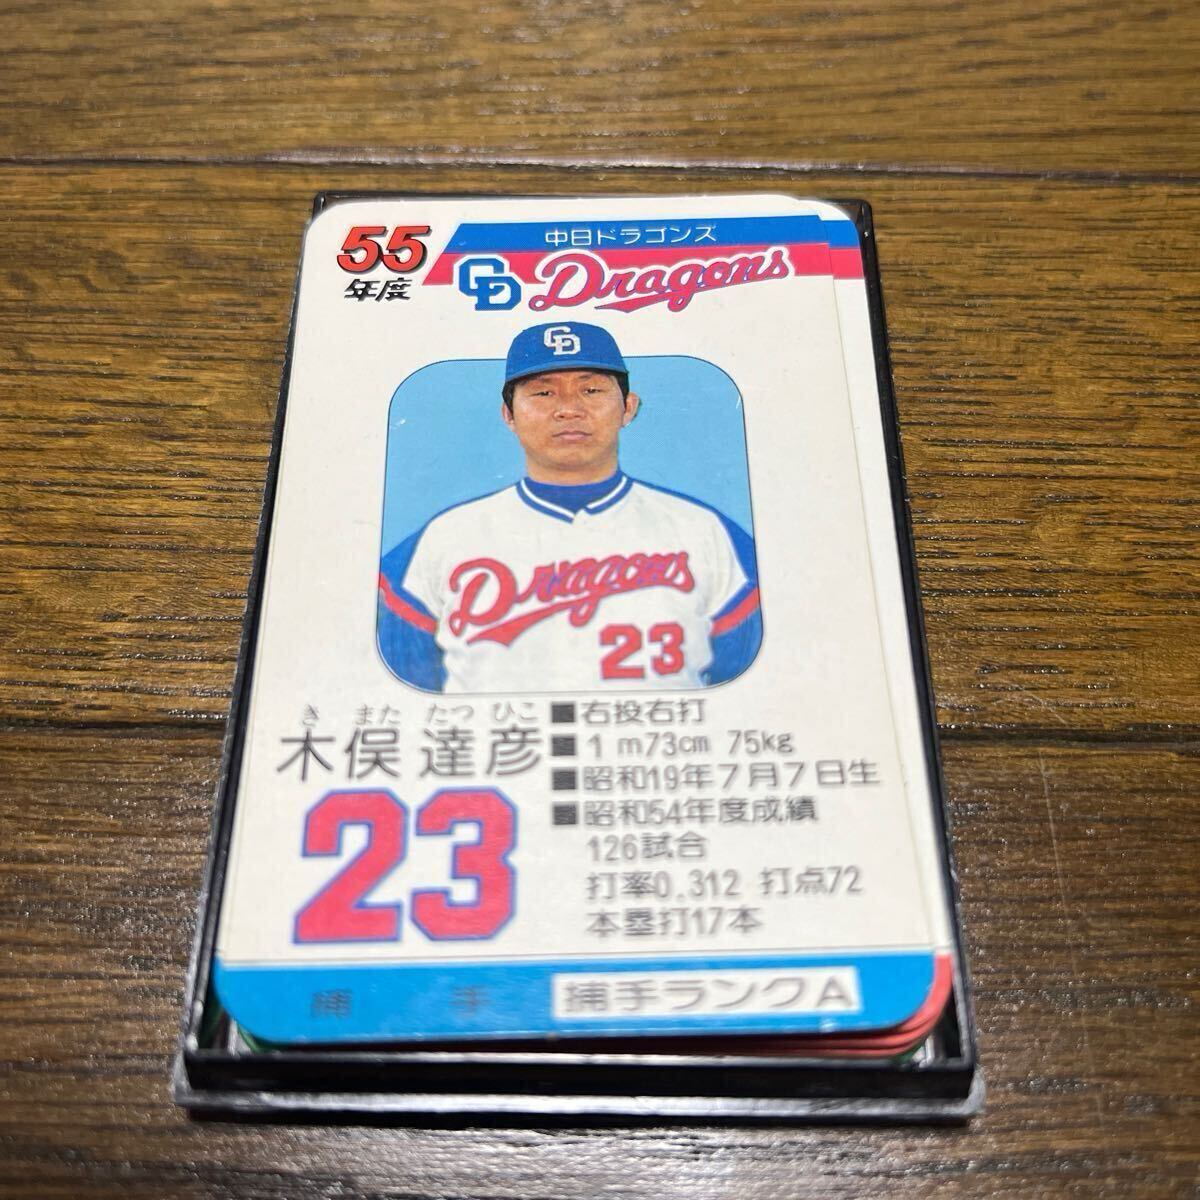 55
年度
中日ドラゴンズ
CD Dragons
CD
Dragons
23
き また たつ ひこ
木俣達彦
23
■右投右打
■1m73cm 75kg
■昭和19年7月7日生
■昭和54年度成績
126試合
打率0.312 打点72
本塁打17本
捕 手
捕手ランクA